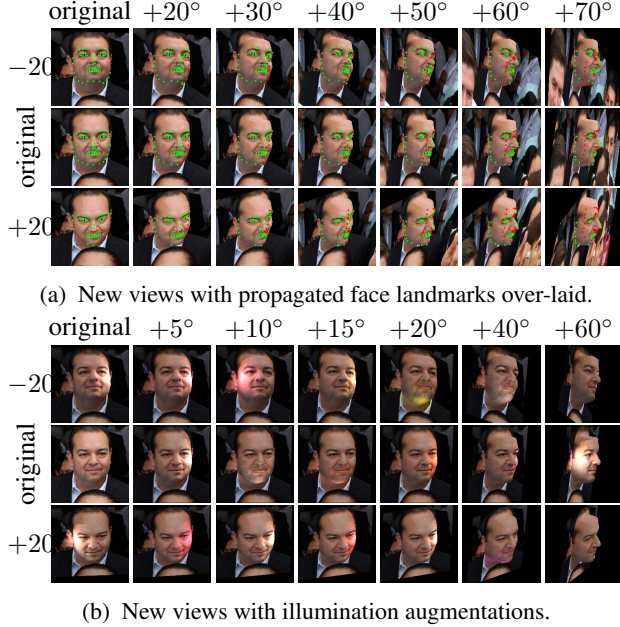 original +20° +30° +40° +50° +60° +70°
−20
original
+20
(a) New views with propagated face landmarks over-laid.
original +5° +10° +15° +20° +40° +60°
−20
original
+20
(b) New views with illumination augmentations.